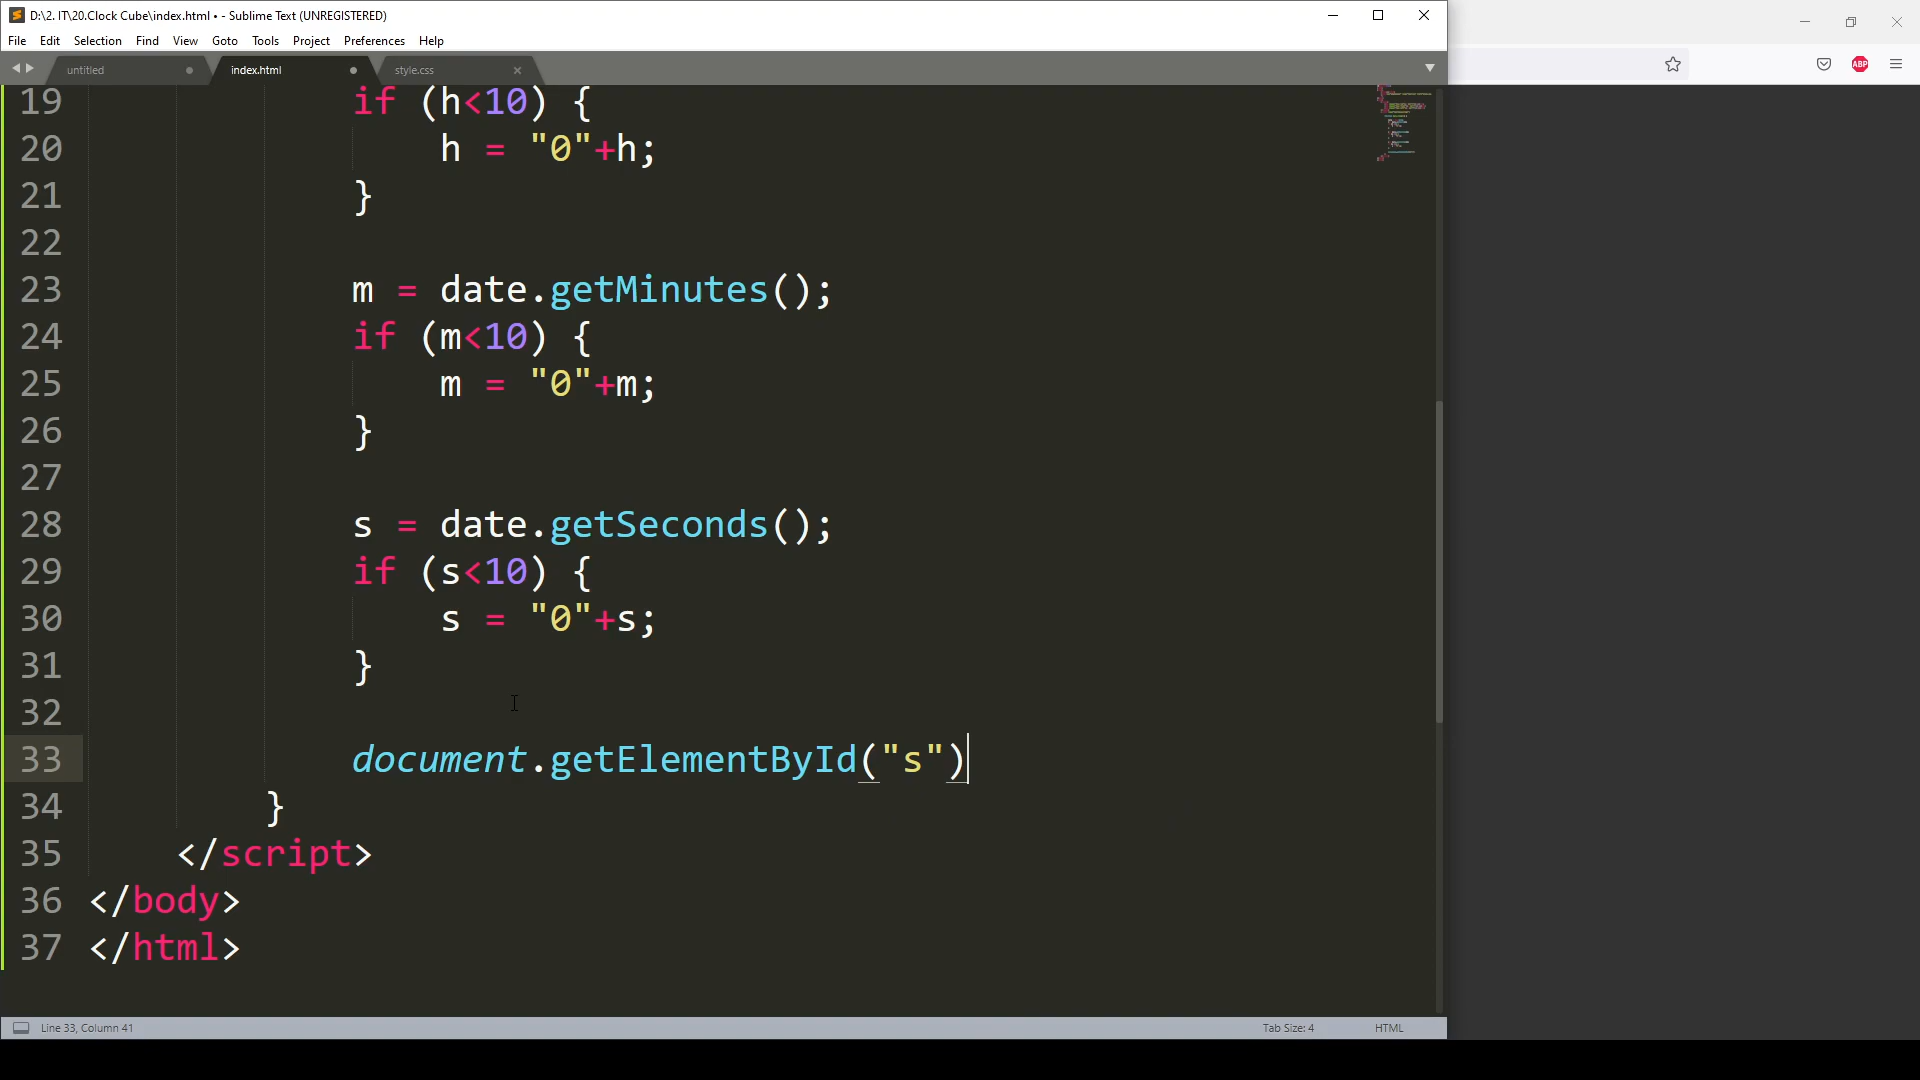 D:\2. IT\20.Clock Cube\index.html • - Sublime Text (UNREGISTERED)
File Edit Selection Find View Goto Tools Project Preferences Help
untitled index.html style.css
ABP
19 if (h<10) {
20 h = "0"+h;
21 }
22
23 m = date.getMinutes();
24 if (m<10) {
25 m = "0"+m;
26 }
27
28 s = date.getSeconds();
29 if (s<10) {
30 s = "0"+s;
31 }
32
33 document.getElementById("s")
34 }
35 </script>
36 </body>
37 </html>
Line 33, Column 41 Tab Size: 4 HTML